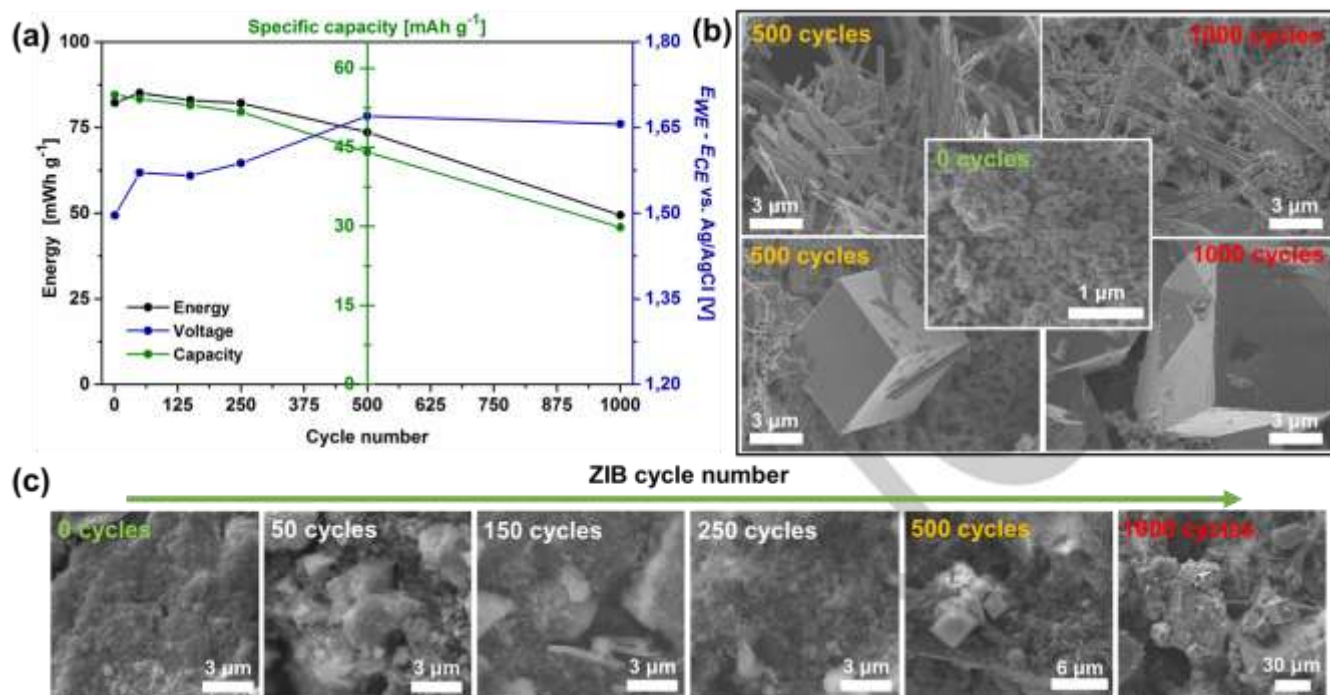 (a)
Specific capacity [mAh g⁻¹]
100
75
50
25
0
Energy [mWh g⁻¹]
60
45
30
15
0
1,80
1,65
1,50
1,35
1,20
E_WE - E_CE vs. Ag/AgCl [V]
Energy
Voltage
Capacity
0 125 250 375 500 625 750 875 1000
Cycle number
(b)
500 cycles
3 µm
1000 cycles
3 µm
0 cycles
1 µm
500 cycles
3 µm
1000 cycles
3 µm
(c)
ZIB cycle number
0 cycles
3 µm
50 cycles
3 µm
150 cycles
3 µm
250 cycles
3 µm
500 cycles
6 µm
1000 cycles
30 µm